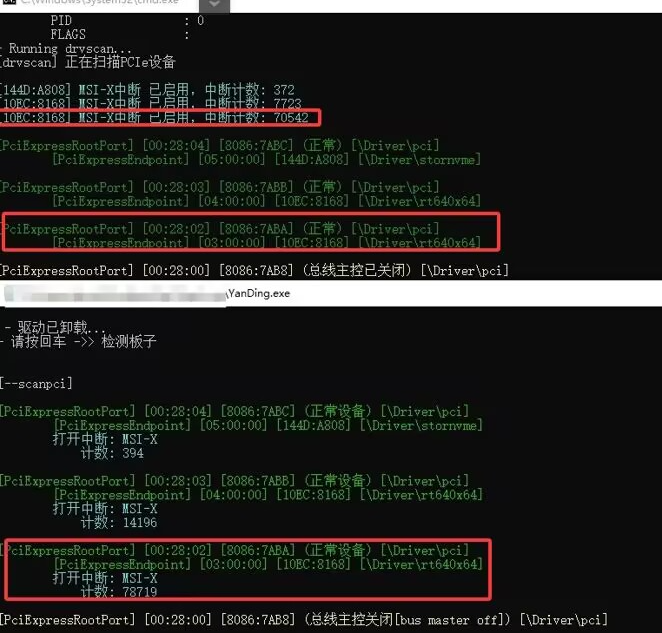 C:\Windows\System32\cmd.exe
PID : 0
FLAGS :
- Running drvscan...
[drvscan] 正在扫描PCIe设备
[144D:A808] MSI-X中断 已启用, 中断计数: 372
[10EC:8168] MSI-X中断 已启用, 中断计数: 7723
[10EC:8168] MSI-X中断 已启用, 中断计数: 70542
[PciExpressRootPort] [00:28:04] [8086:7ABC] (正常) [\Driver\pci]
[PciExpressEndpoint] [05:00:00] [144D:A808] [\Driver\stornvme]
[PciExpressRootPort] [00:28:03] [8086:7ABB] (正常) [\Driver\pci]
[PciExpressEndpoint] [04:00:00] [10EC:8168] [\Driver\rt640x64]
[PciExpressRootPort] [00:28:02] [8086:7ABA] (正常) [\Driver\pci]
[PciExpressEndpoint] [03:00:00] [10EC:8168] [\Driver\rt640x64]
[PciExpressRootPort] [00:28:00] [8086:7AB8] (总线主控已关闭) [\Driver\pci]
\YanDing.exe
- 驱动已卸载...
- 请按回车 ->> 检测板子
[--scanpci]
[PciExpressRootPort] [00:28:04] [8086:7ABC] (正常设备) [\Driver\pci]
[PciExpressEndpoint] [05:00:00] [144D:A808] [\Driver\stornvme]
打开中断: MSI-X
计数: 394
[PciExpressRootPort] [00:28:03] [8086:7ABB] (正常设备) [\Driver\pci]
[PciExpressEndpoint] [04:00:00] [10EC:8168] [\Driver\rt640x64]
打开中断: MSI-X
计数: 14196
[PciExpressRootPort] [00:28:02] [8086:7ABA] (正常设备) [\Driver\pci]
[PciExpressEndpoint] [03:00:00] [10EC:8168] [\Driver\rt640x64]
打开中断: MSI-X
计数: 78719
[PciExpressRootPort] [00:28:00] [8086:7AB8] (总线主控关闭[bus master off]) [\Driver\pci]